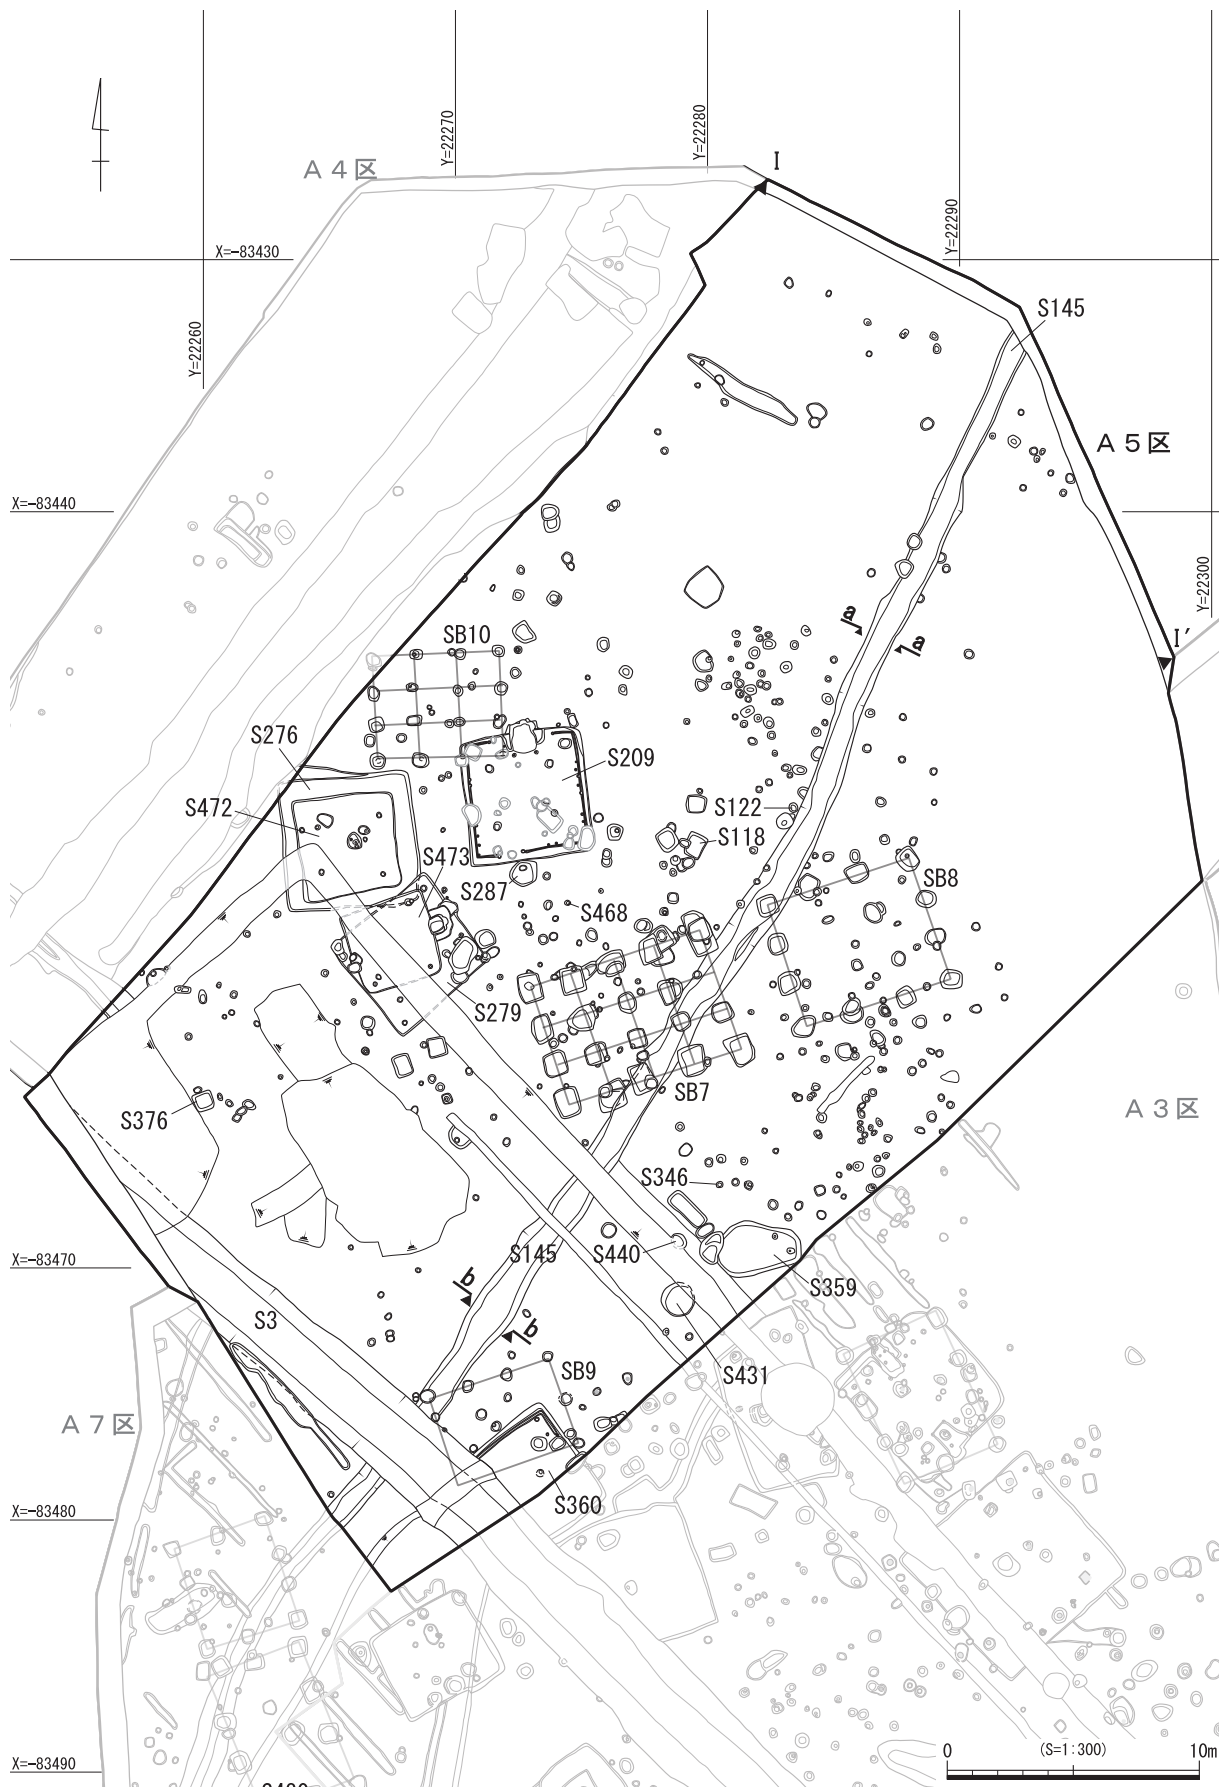 I
A4区
Y=22270
Y=22280
Y=22290
X=-83430
Y=22260
S145
A5区
X=-83440
Y=22300
a
a
I′
SB10
S276
S209
S472
S122
S118
S473
SB8
S287
S468
S279
SB7
S376
A3区
S346
S145
S440
X=-83470
b
S359
S3
b
SB9
S431
A7区
S360
X=-83480
X=-83490
0
(S=1:300)
10m